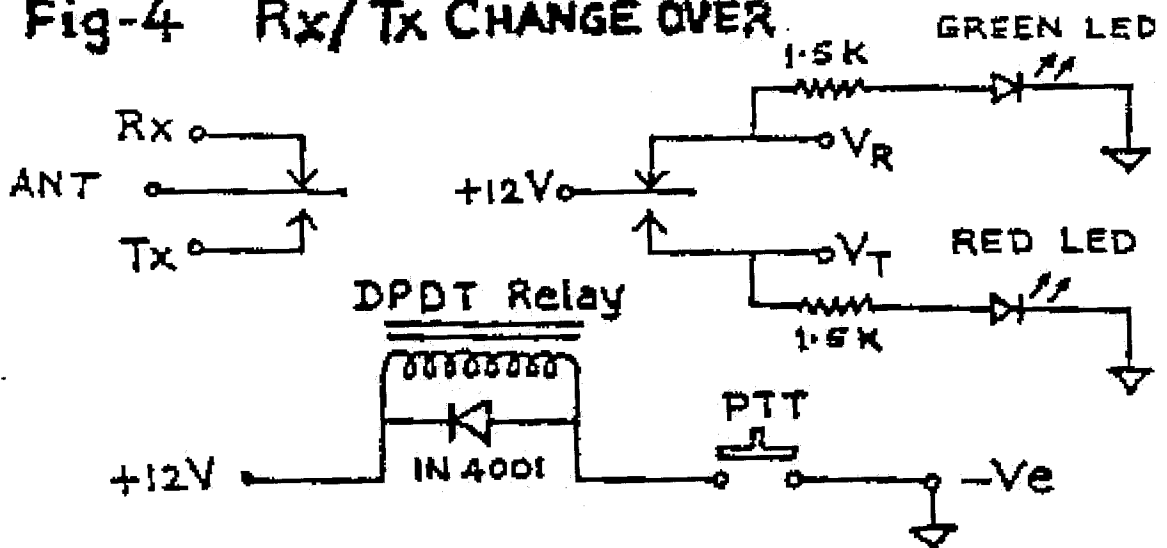 Fig-4 Rx/Tx CHANGE OVER
GREEN LED
1.5K
Rx
VR
ANT
+12V
Tx
VT
RED LED
DPDT Relay
1.5K
PTT
+12V
IN 4001
-Ve